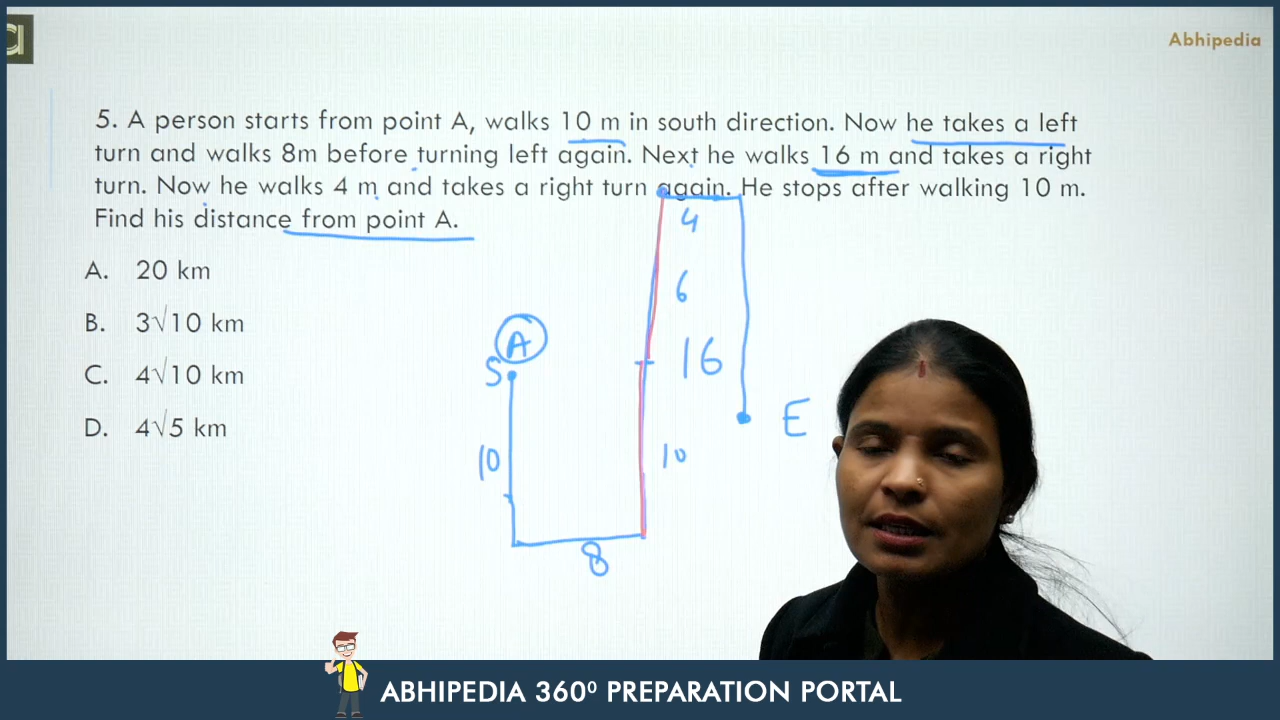 a
Abhipedia
5. A person starts from point A, walks 10 m in south direction. Now he takes a left
turn and walks 8m before turning left again. Next he walks 16 m and takes a right
turn. Now he walks 4 m and takes a right turn again. He stops after walking 10 m.
Find his distance from point A.
A. 20 km
B. 3√10 km
C. 4√10 km
D. 4√5 km
4
6
A
S
16
E
10
10
8
ABHIPEDIA 360⁰ PREPARATION PORTAL